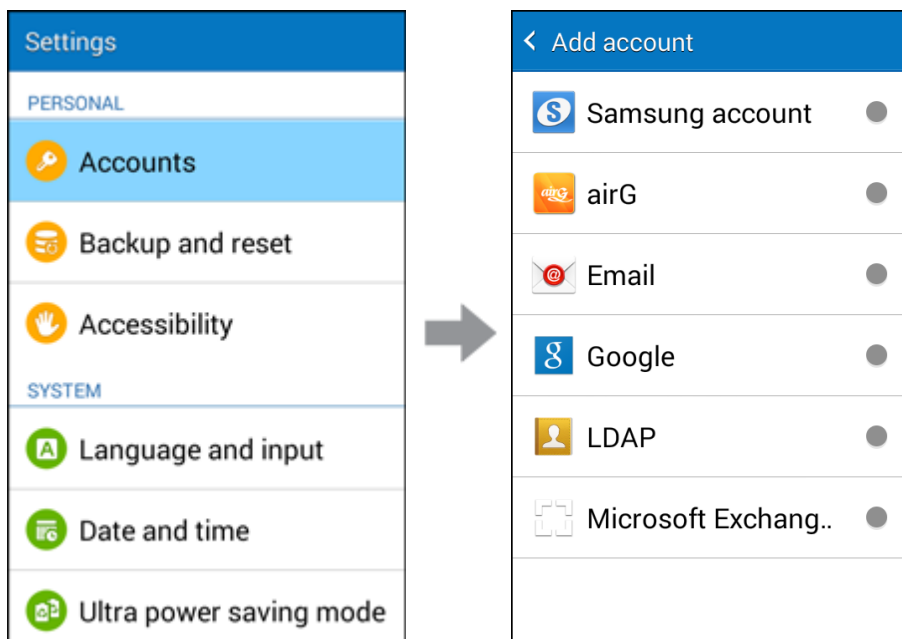 Settings
PERSONAL
Accounts
Backup and reset
Accessibility
SYSTEM
A
Language and input
Date and time
Ultra power saving mode
Add account
S
Samsung account
airG
airG
@
Email
g
Google
LDAP
Microsoft Exchang..